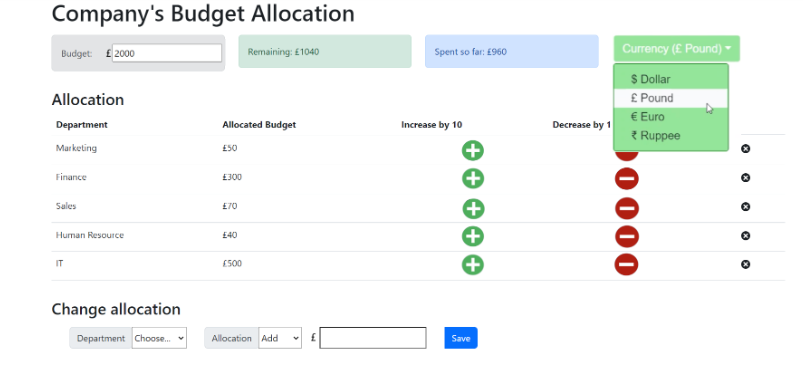 Company's Budget Allocation
Budget: £ 2000
Remaining: £1040
Spent so far: £960
Currency (£ Pound)
$ Dollar
£ Pound
€ Euro
₹ Ruppee
Allocation
Department Allocated Budget Increase by 10 Decrease by 1
Marketing £50
Finance £300
Sales £70
Human Resource £40
IT £500
Change allocation
Department Choose... Allocation Add £ Save